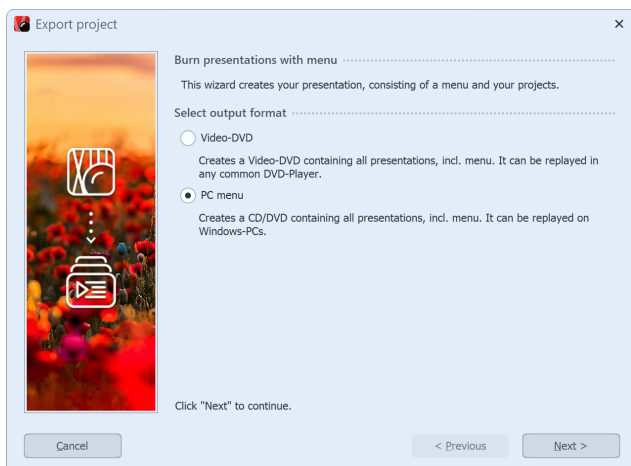 Export project
Burn presentations with menu
This wizard creates your presentation, consisting of a menu and your projects.
Select output format
Video-DVD
Creates a Video-DVD containing all presentations, incl. menu. It can be replayed in
any common DVD-Player.
PC menu
Creates a CD/DVD containing all presentations, incl. menu. It can be replayed on
Windows-PCs.
Click "Next" to continue.
Cancel
< Previous
Next >